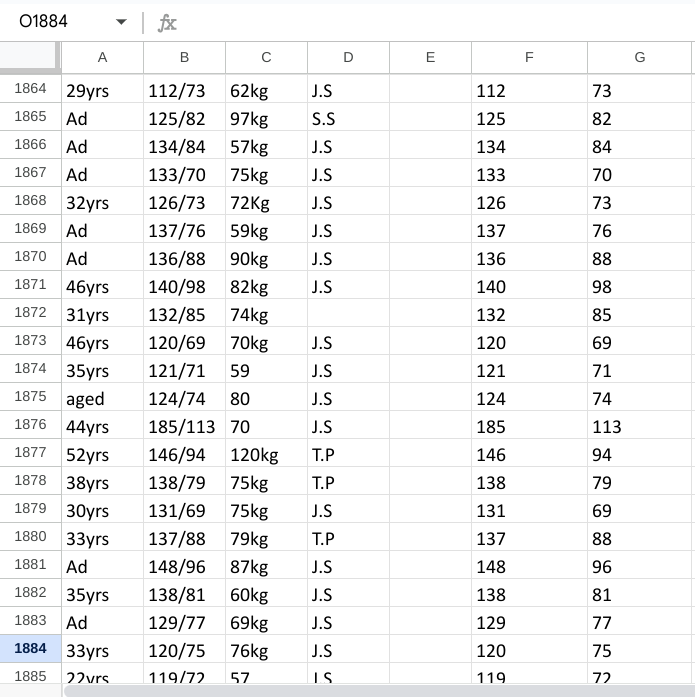 O1884 fx
A B C D E F G
1864 29yrs 112/73 62kg J.S 112 73
1865 Ad 125/82 97kg S.S 125 82
1866 Ad 134/84 57kg J.S 134 84
1867 Ad 133/70 75kg J.S 133 70
1868 32yrs 126/73 72Kg J.S 126 73
1869 Ad 137/76 59kg J.S 137 76
1870 Ad 136/88 90kg J.S 136 88
1871 46yrs 140/98 82kg J.S 140 98
1872 31yrs 132/85 74kg 132 85
1873 46yrs 120/69 70kg J.S 120 69
1874 35yrs 121/71 59 J.S 121 71
1875 aged 124/74 80 J.S 124 74
1876 44yrs 185/113 70 J.S 185 113
1877 52yrs 146/94 120kg T.P 146 94
1878 38yrs 138/79 75kg T.P 138 79
1879 30yrs 131/69 75kg J.S 131 69
1880 33yrs 137/88 79kg T.P 137 88
1881 Ad 148/96 87kg J.S 148 96
1882 35yrs 138/81 60kg J.S 138 81
1883 Ad 129/77 69kg J.S 129 77
1884 33yrs 120/75 76kg J.S 120 75
1885 22yrs 119/72 57 J.S 119 72